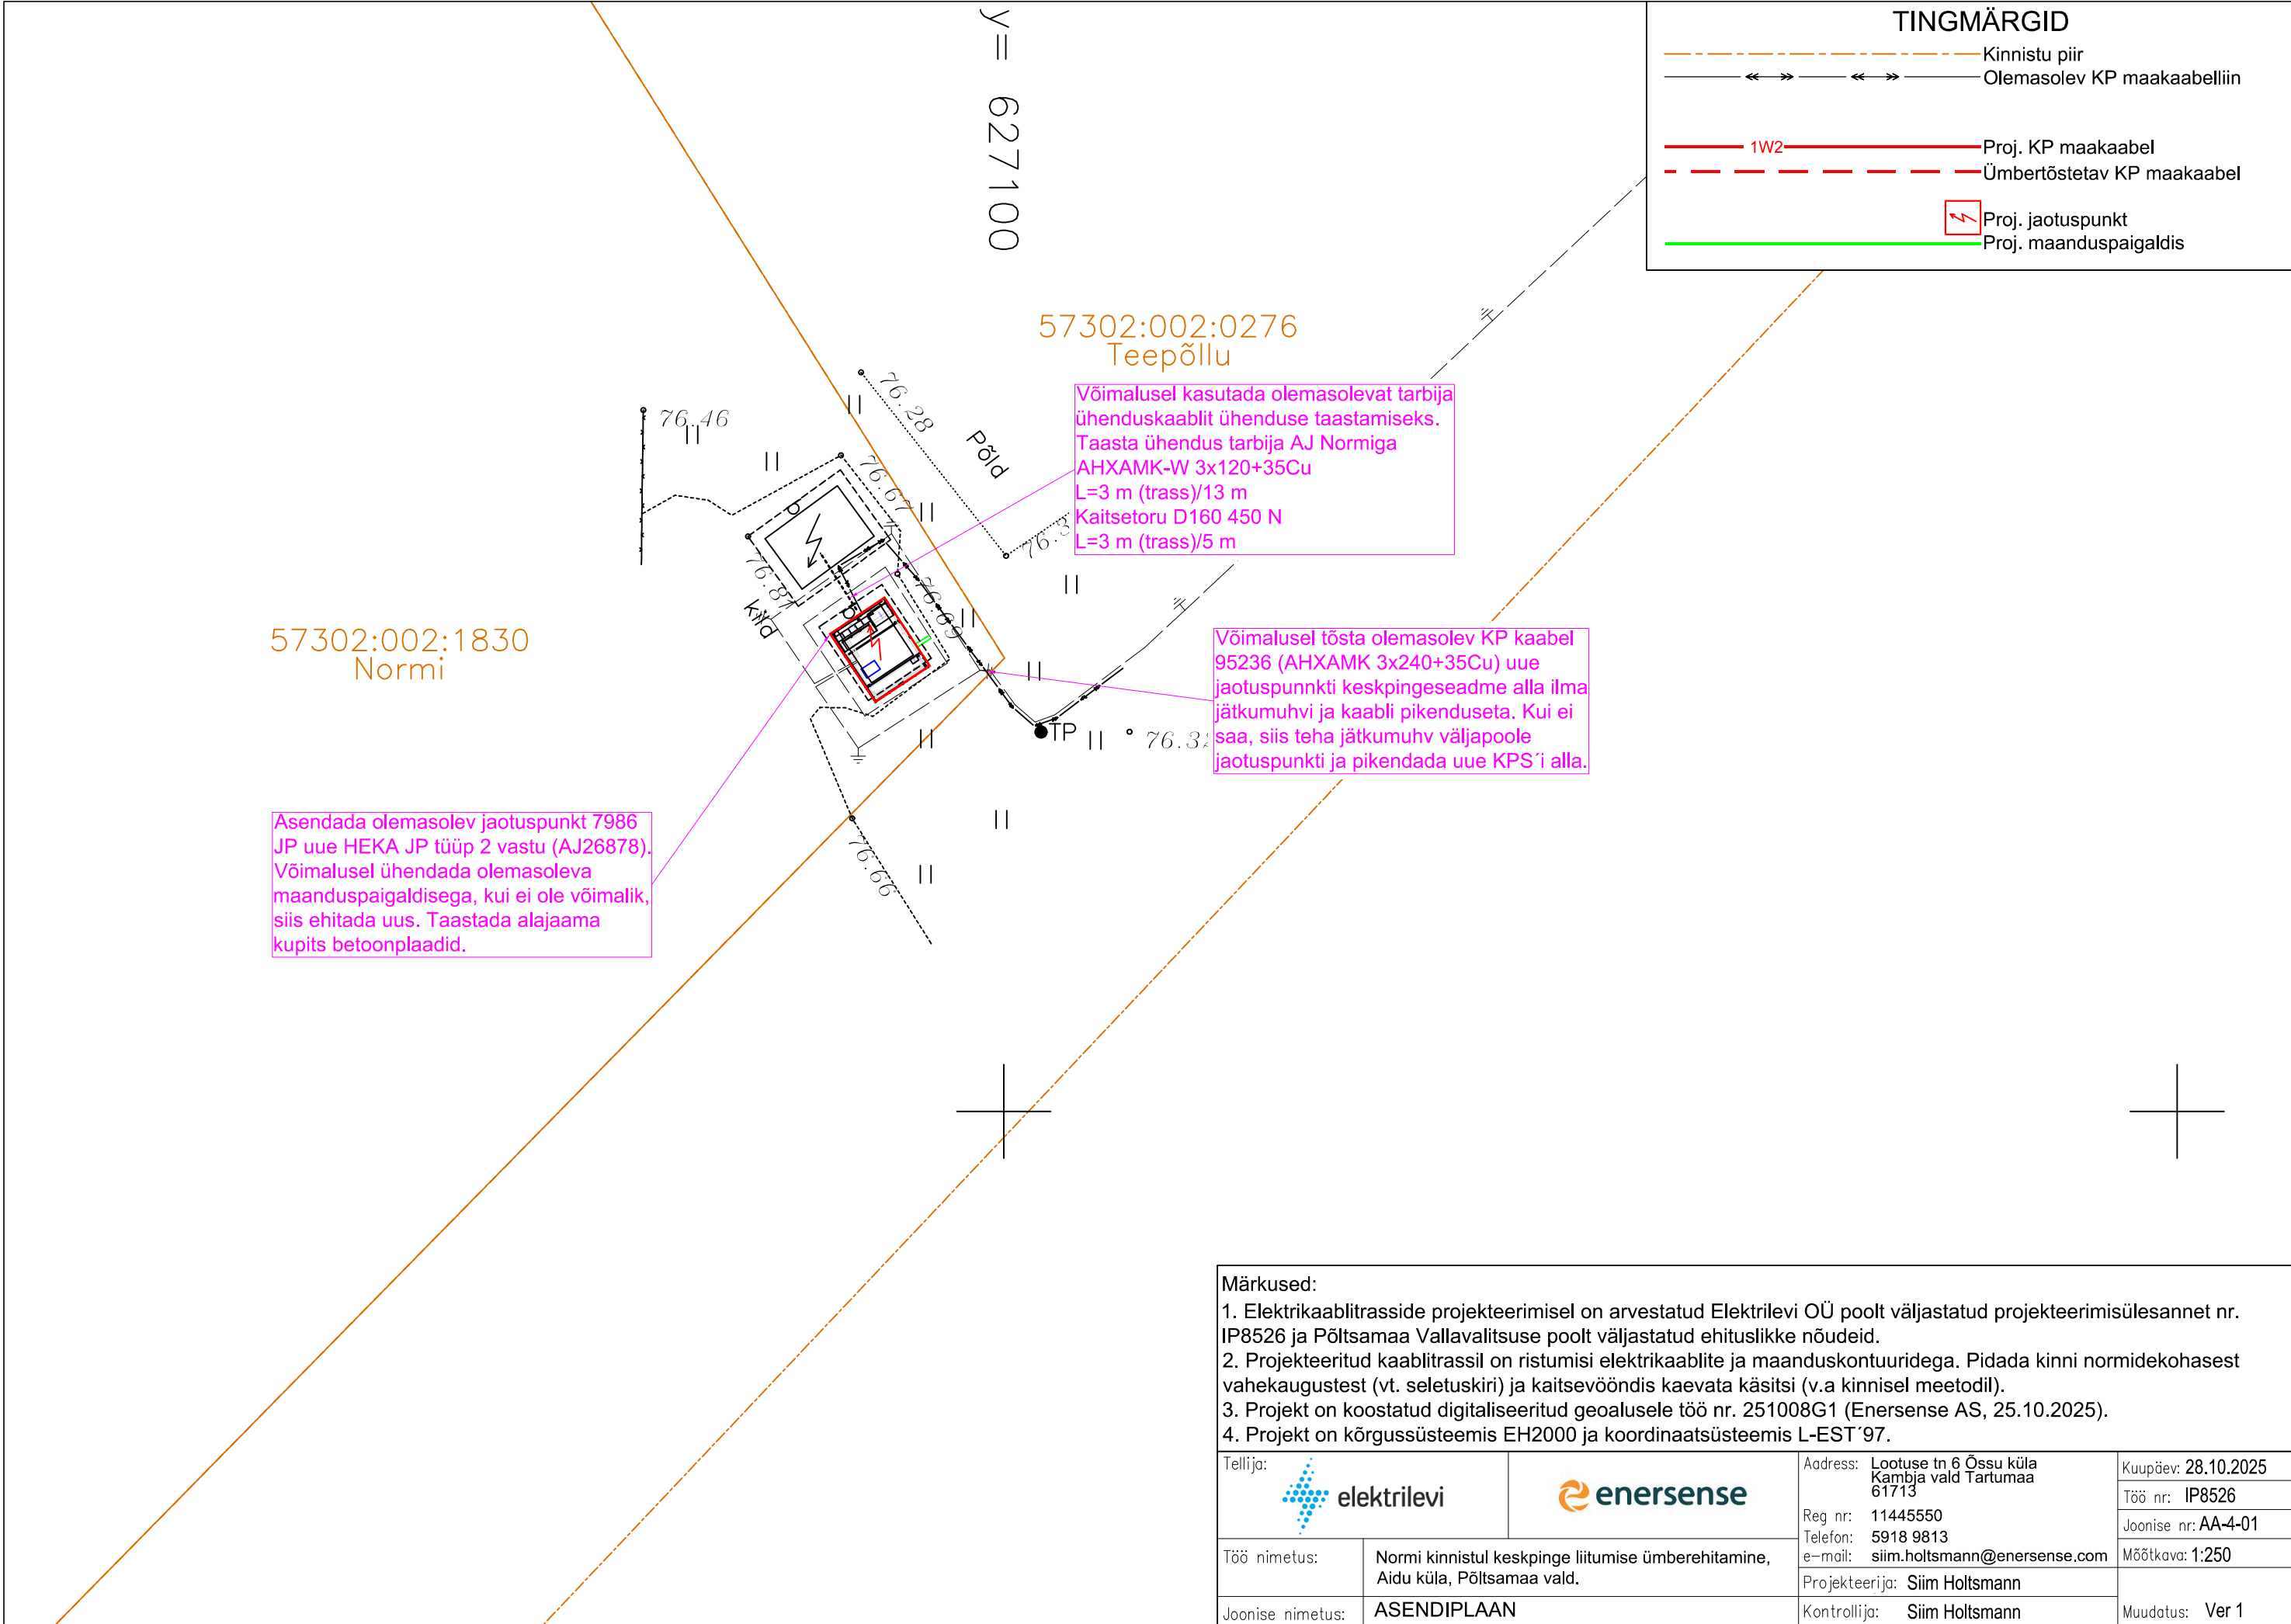 y= 627100
TINGMÄRGID
Kinnistu piir
Olemasolev KP maakaabelliin
1W2
Proj. KP maakaabel
Ümbertõstetav KP maakaabel
Proj. jaotuspunkt
Proj. maanduspaigaldis
57302:002:0276
Teepõllu
76.46
76.28
Põld
76.67
Võimalusel kasutada olemasolevat tarbija
ühenduskaablit ühenduse taastamiseks.
Taasta ühendus tarbija AJ Normiga
AHXAMK-W 3x120+35Cu
L=3 m (trass)/13 m
Kaitsetoru D160 450 N
L=3 m (trass)/5 m
57302:002:1830
Normi
Võimalusel tõsta olemasolev KP kaabel
95236 (AHXAMK 3x240+35Cu) uue
jaotuspunnkti keskpingeseadme alla ilma
jätkumuhvi ja kaabli pikenduseta. Kui ei
saa, siis teha jätkumuhv väljapoole
jaotuspunkti ja pikendada uue KPS´i alla.
TP
Asendada olemasolev jaotuspunkt 7986
JP uue HEKA JP tüüp 2 vastu (AJ26878).
Võimalusel ühendada olemasoleva
maanduspaigaldisega, kui ei ole võimalik,
siis ehitada uus. Taastada alajaama
kupits betoonplaadid.
76.66
Märkused:
1. Elektrikaablitrasside projekteerimisel on arvestatud Elektrilevi OÜ poolt väljastatud projekteerimisülesannet nr.
IP8526 ja Põltsamaa Vallavalitsuse poolt väljastatud ehituslikke nõudeid.
2. Projekteeritud kaablitrassil on ristumisi elektrikaablite ja maanduskontuuridega. Pidada kinni normidekohasest
vahekaugustest (vt. seletuskiri) ja kaitsevööndis kaevata käsitsi (v.a kinnisel meetodil).
3. Projekt on koostatud digitaliseeritud geoalusele töö nr. 251008G1 (Enersense AS, 25.10.2025).
4. Projekt on kõrgussüsteemis EH2000 ja koordinaatsüsteemis L-EST´97.
Tellija:
elektrilevi
enersense
Aadress: Lootuse tn 6 Õssu küla
Kambja vald Tartumaa
61713
Reg nr: 11445550
Telefon: 5918 9813
e-mail: siim.holtsmann@enersense.com
Kuupäev: 28.10.2025
Töö nr: IP8526
Joonise nr: AA-4-01
Mõõtkava: 1:250
Töö nimetus: Normi kinnistul keskpinge liitumise ümberehitamine,
Aidu küla, Põltsamaa vald.
Projekteerija: Siim Holtsmann
Joonise nimetus: ASENDIPLAAN
Kontrollija: Siim Holtsmann
Muudatus: Ver 1